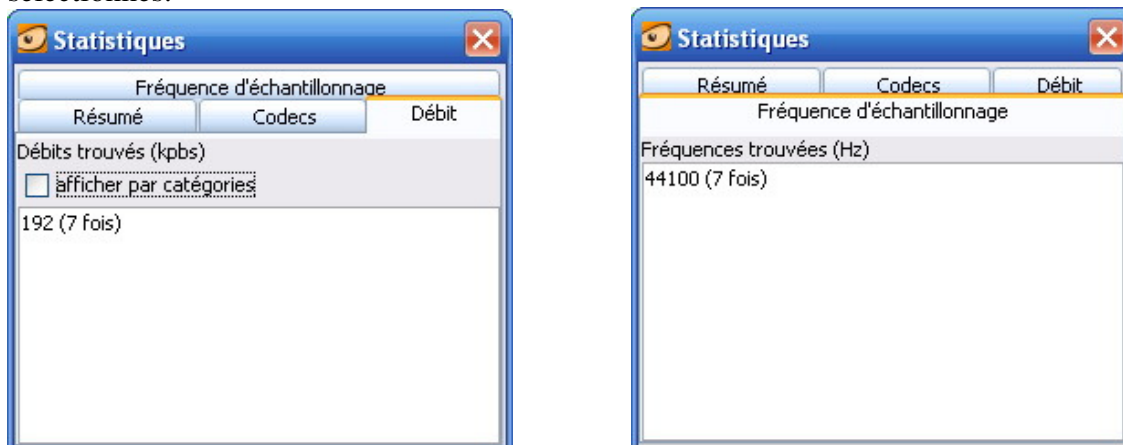 sélectionnés.
Statistiques
Fréquence d'échantillonnage
Résumé Codecs Débit
Débits trouvés (kpbs)
afficher par catégories
192 (7 fois)
Statistiques
Résumé Codecs Débit
Fréquence d'échantillonnage
Fréquences trouvées (Hz)
44100 (7 fois)